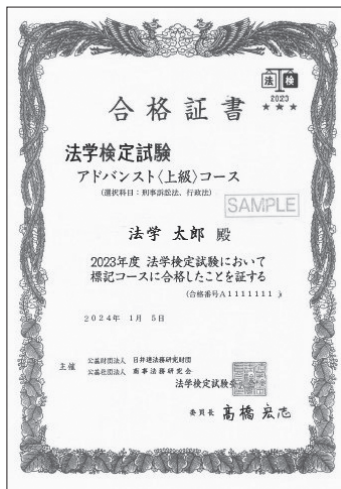 法検
2023
★★★
合格証書
法学検定試験
アドバンスト〈上級〉コース
(選択科目：刑事訴訟法，行政法)
SAMPLE
法学 太郎 殿
2023年度 法学検定試験において
標記コースに合格したことを証する
(合格番号A1111111 )
2024年 1月 5日
主催
公益財団法人 日弁連法務研究財団
公益社団法人 商事法務研究会
法学検定試験委員会
委員長 高橋宏志